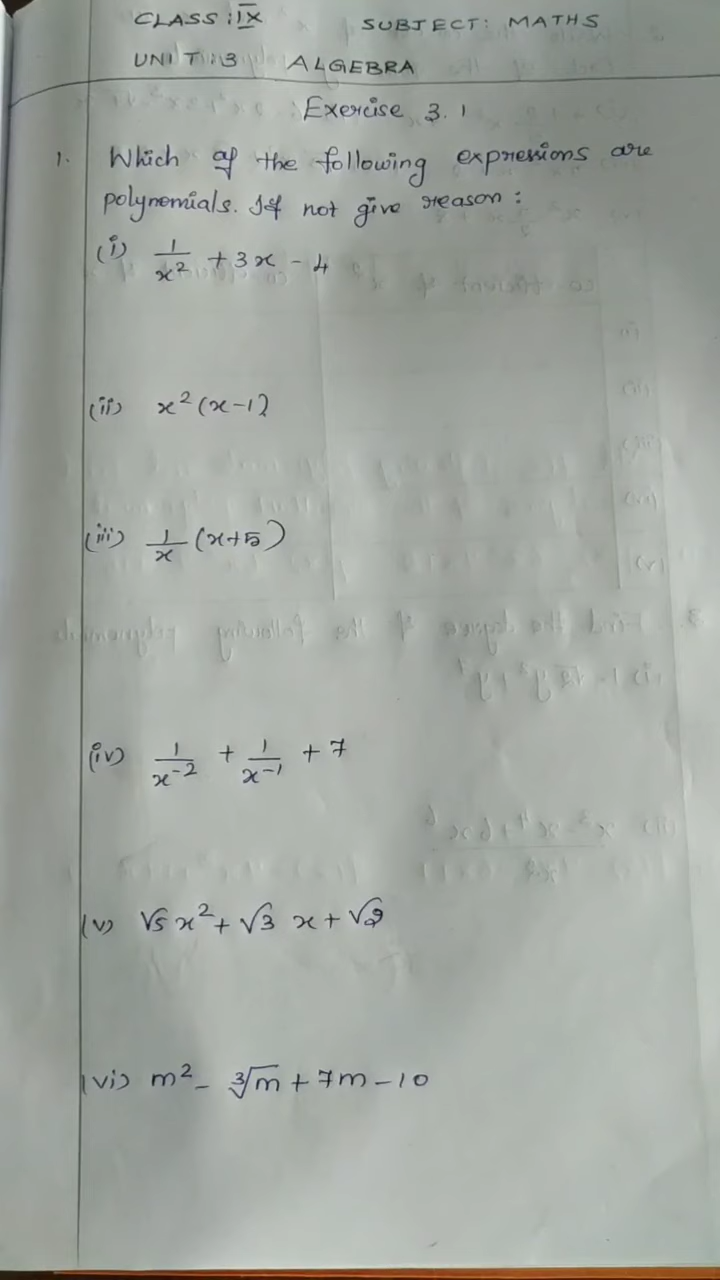 CLASS : IX SUBJECT: MATHS
UNIT: 3 ALGEBRA
Exercise 3.1
1. Which of the following expressions are
polynomials. If not give reason:
(i) 1/x² + 3x - 4
(ii) x²(x-1)
(iii) 1/x (x+5)
(iv) 1/x⁻² + 1/x⁻¹ + 7
(v) √5 x² + √3 x + √2
(vi) m² - ∛m + 7m - 10